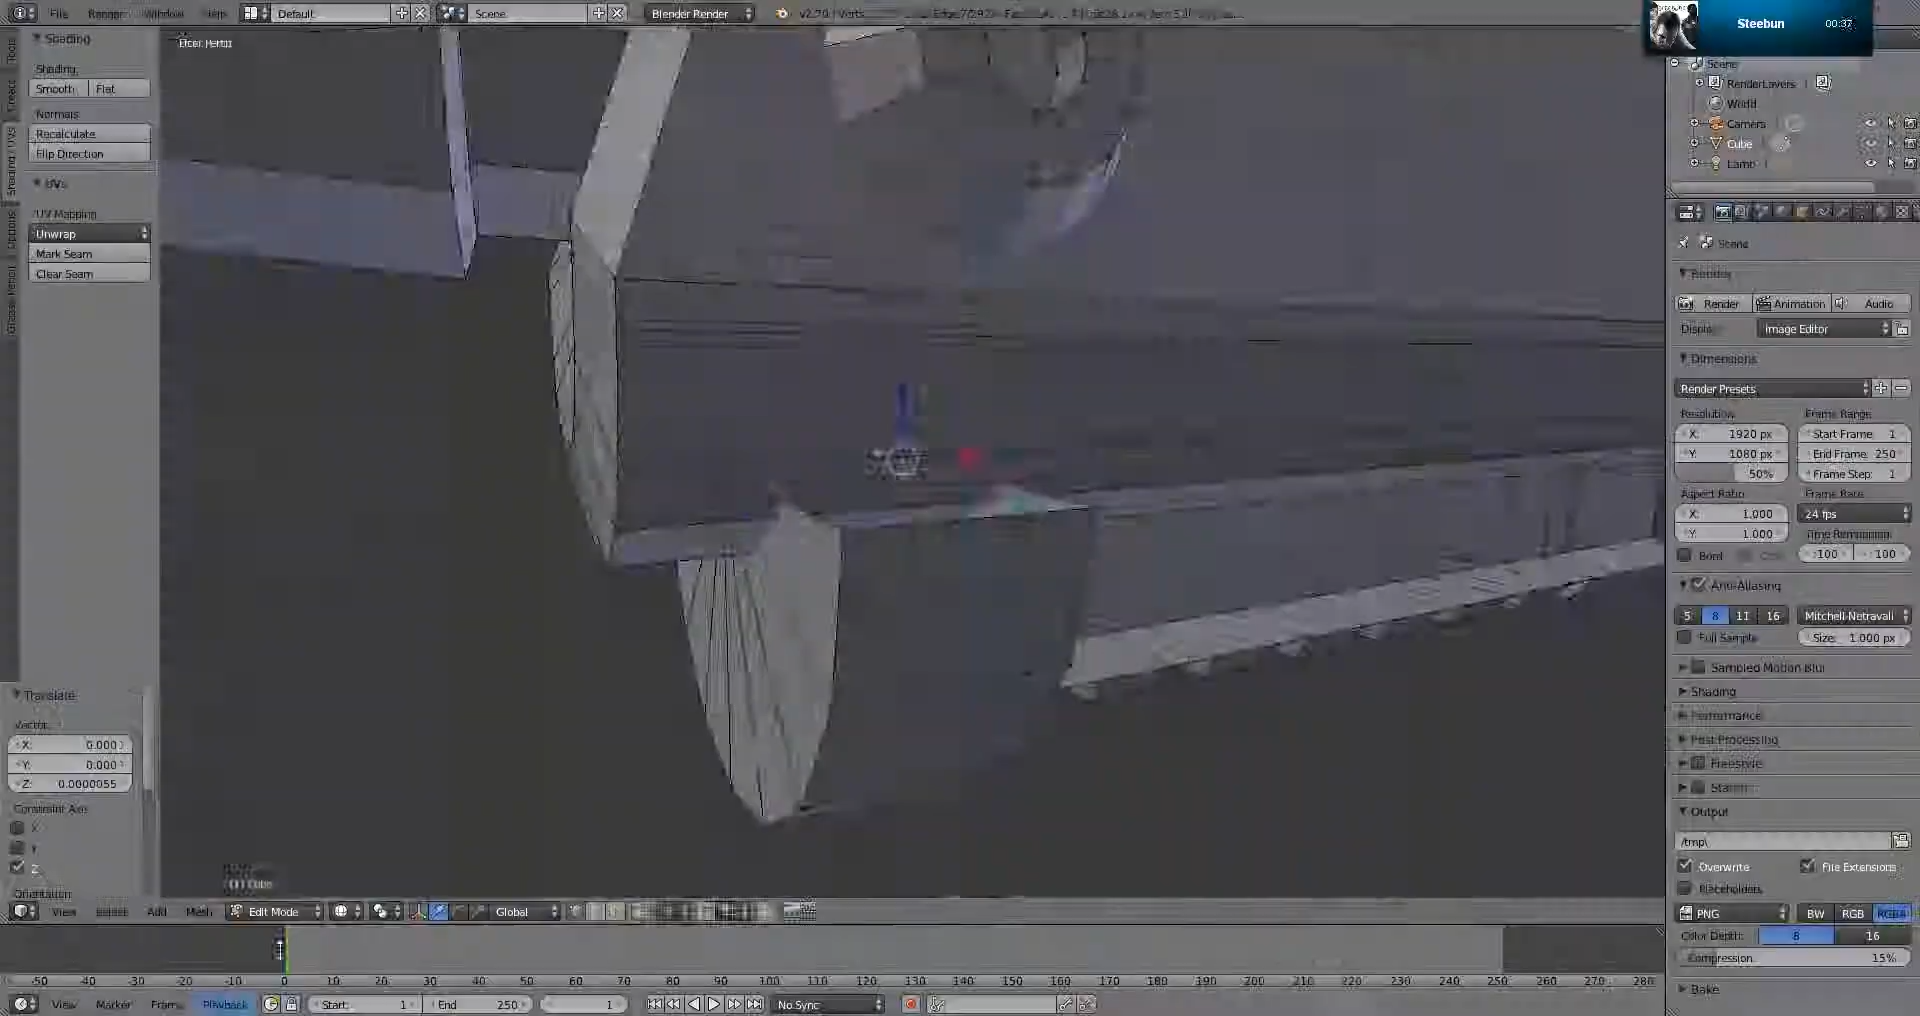 File
Default
Scene
Blender Render
Steebun
00:37
Shading
Shading:
Smooth
Flat
Normals:
Recalculate
Flip Direction
UVs
UV Mapping:
Unwrap
Mark Seam
Clear Seam
Translate
Vector
X: 0.000
Y: 0.000
Z: 0.0000055
Constraint Axis
X
Y
Z
Orientation
View
Select
Add
Mesh
Edit Mode
Global
-50 -40 -30 -20 -10 0 10 20 30 40 50 60 70 80 90 100 110 120 130 140 150 160 170 180 190 200 210 220 230 240 250 260 270 280
View
Marker
Frame
Playback
Start: 1
End 250
1
No Sync
Scene
RenderLayers
World
Camera
Cube
Lamp
Scene
Render
Render
Animation
Audio
Image Editor
Dimensions
Render Presets
Resolution:
Frame Range:
X: 1920 px
Start Frame: 1
Y: 1080 px
End Frame: 250
50%
Frame Step: 1
Aspect Ratio
Frame Rate
X: 1.000
24 fps
Y: 1.000
Time Remapping:
100
100
Anti-Aliasing
5 8 11 16
Mitchell-Netravali
Full Sample
Size: 1.000 px
Sampled Motion Blur
Shading
Performance
Post Processing
Freestyle
Stamp
Output
/tmp\
Overwrite
File Extensions
Placeholders
PNG
BW
RGB
RGBA
Color Depth:
8
16
Compression: 15%
Bake